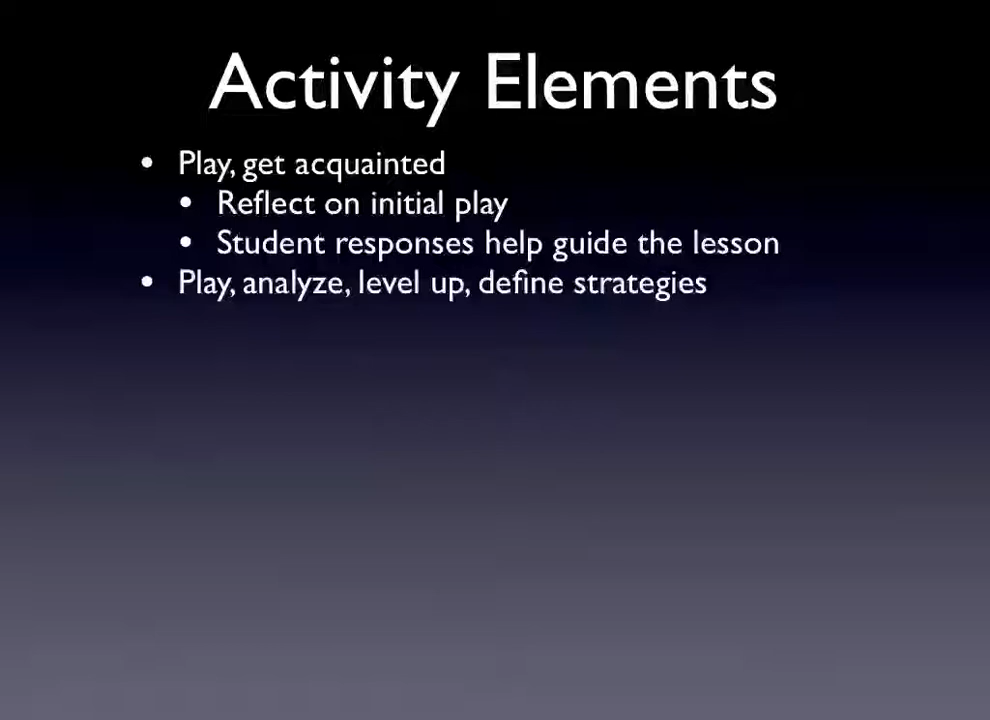 Activity Elements
• Play, get acquainted
• Reflect on initial play
• Student responses help guide the lesson
• Play, analyze, level up, define strategies